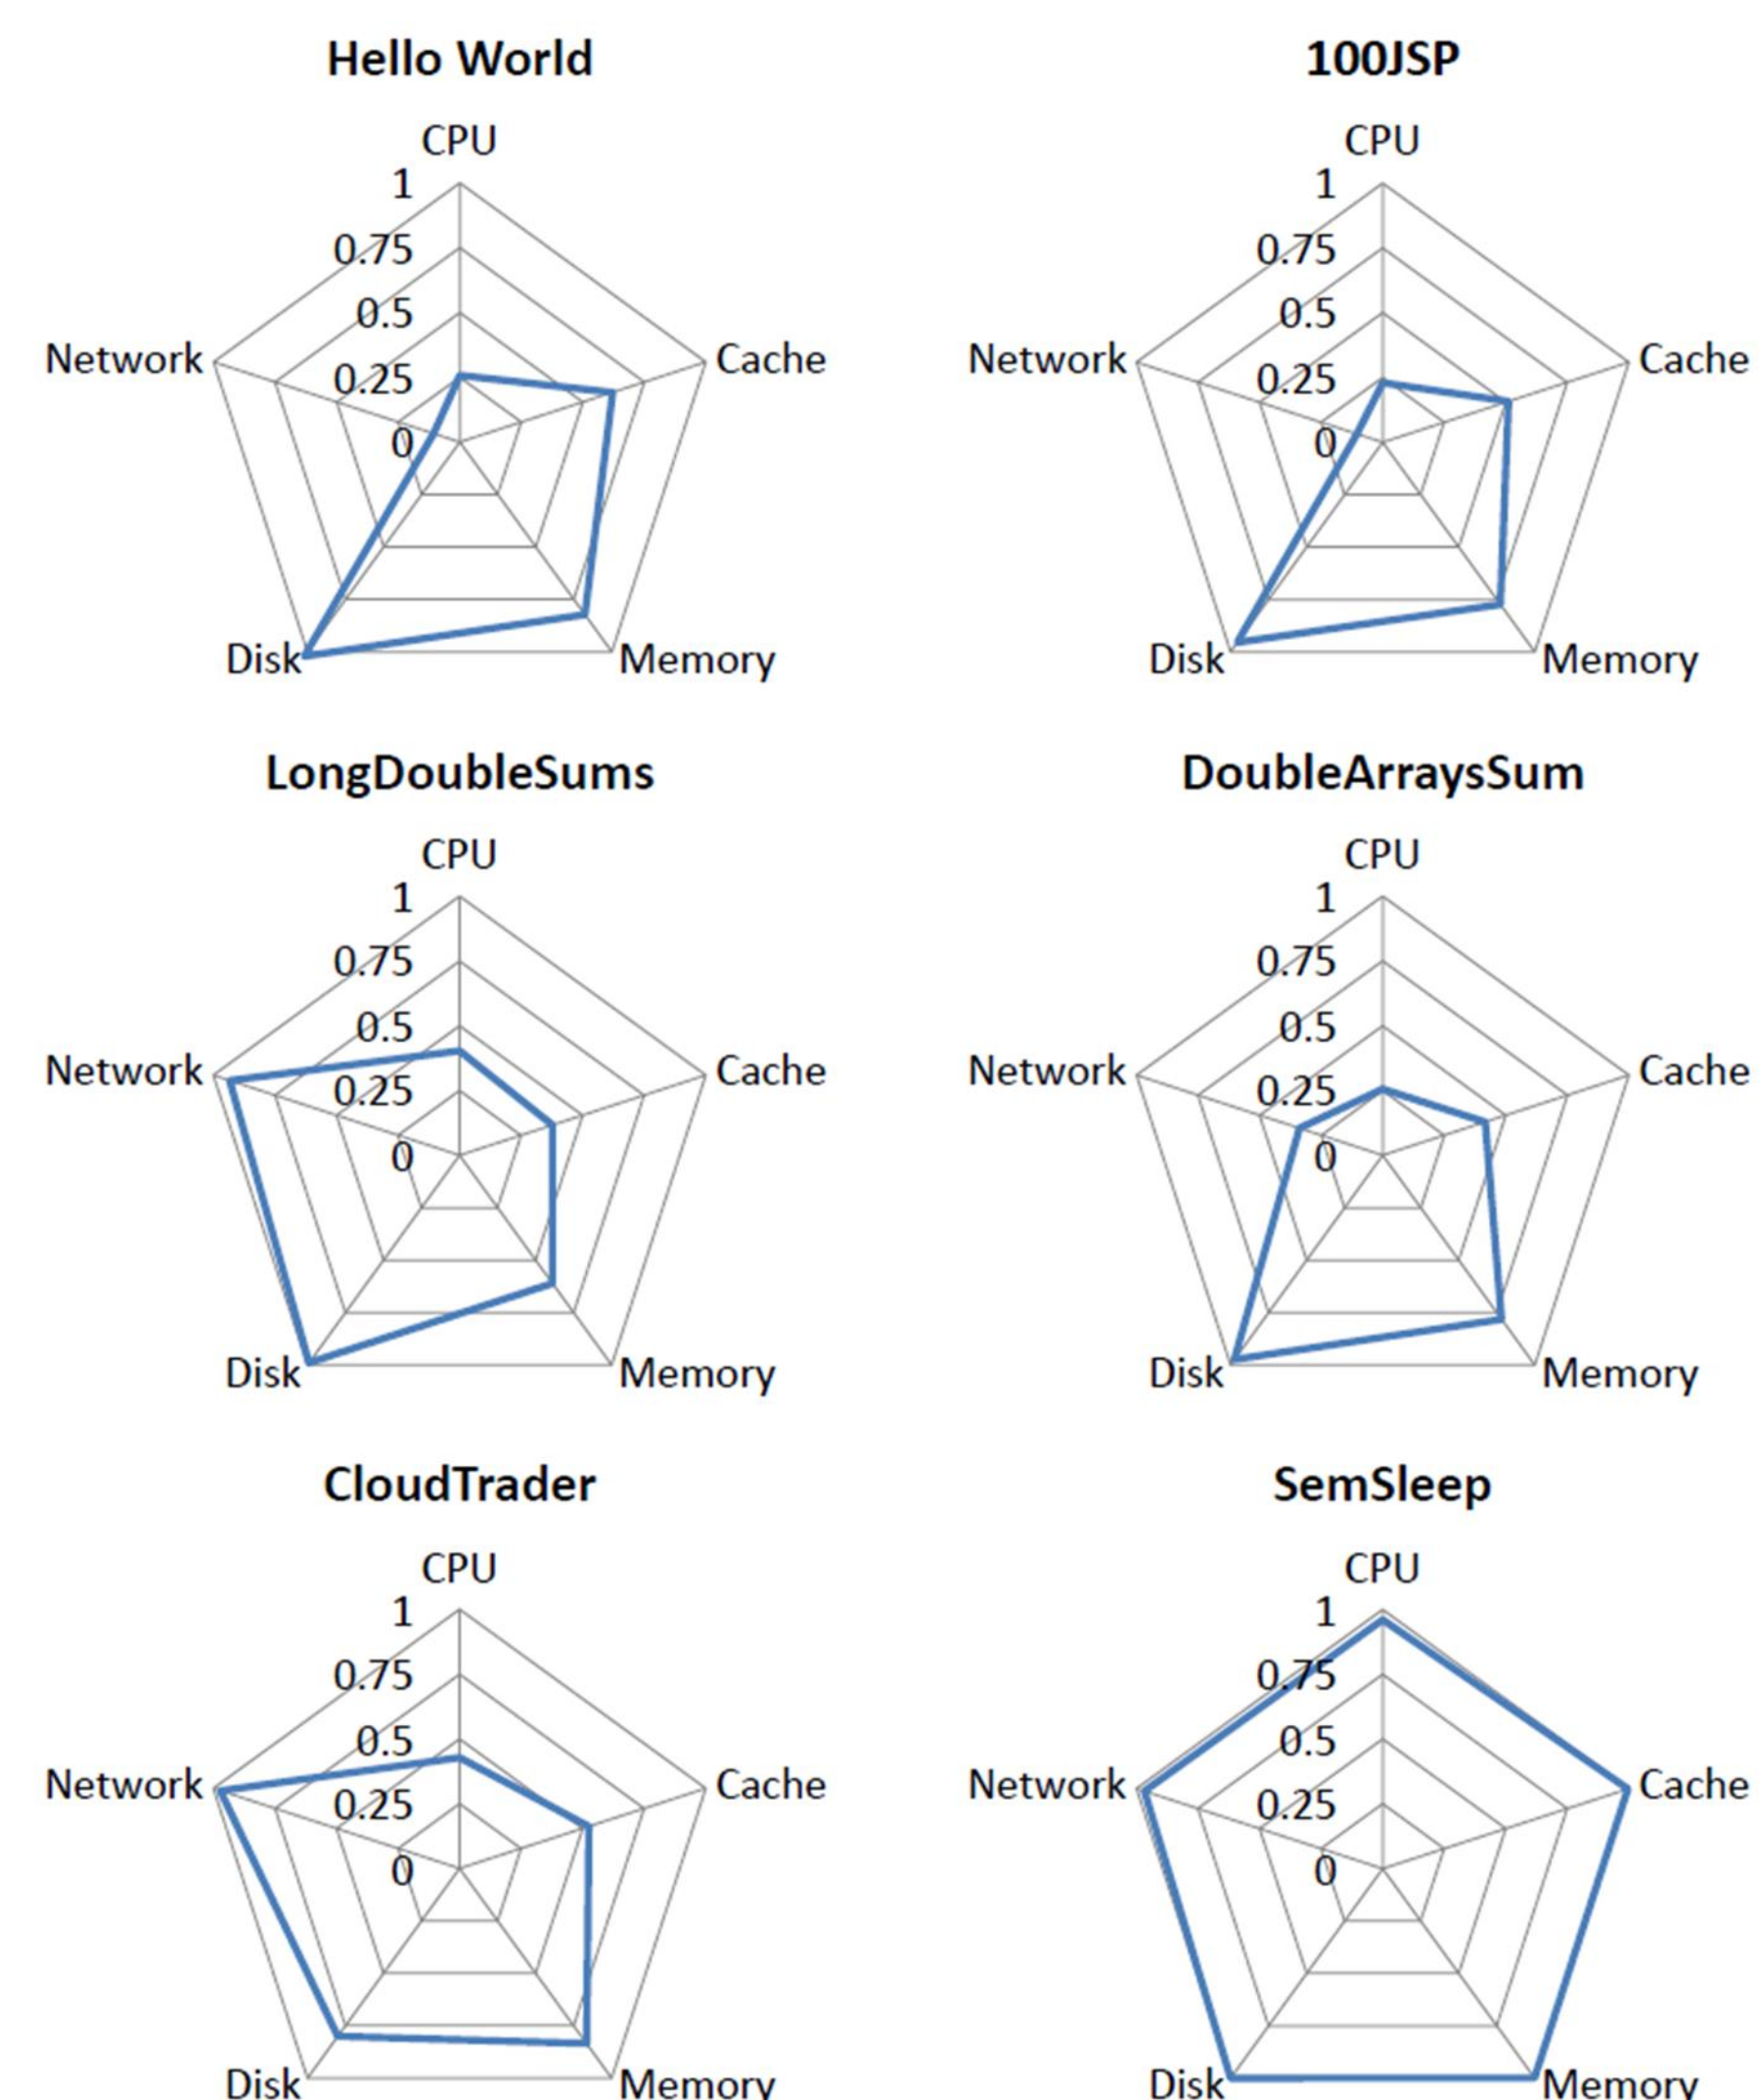 Hello World
CPU
1
0.75
0.5
0.25
0
Network
Cache
Disk
Memory
100JSP
CPU
1
0.75
0.5
0.25
0
Network
Cache
Disk
Memory
LongDoubleSums
CPU
1
0.75
0.5
0.25
0
Network
Cache
Disk
Memory
DoubleArraysSum
CPU
1
0.75
0.5
0.25
0
Network
Cache
Disk
Memory
CloudTrader
CPU
1
0.75
0.5
0.25
0
Network
Cache
Disk
Memory
SemSleep
CPU
1
0.75
0.5
0.25
0
Network
Cache
Disk
Memory